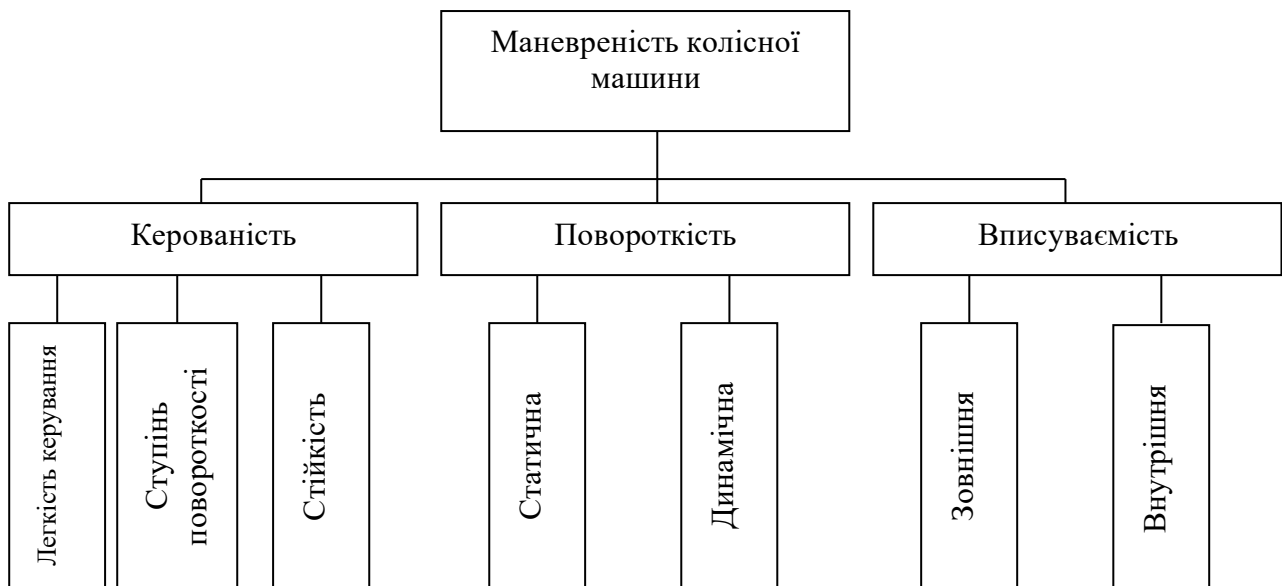 Маневреність колісної
машини
Керованість
Повороткість
Вписуваємість
Легкість керування
Ступінь
повороткості
Стійкість
Статична
Динамічна
Зовнішня
Внутрішня